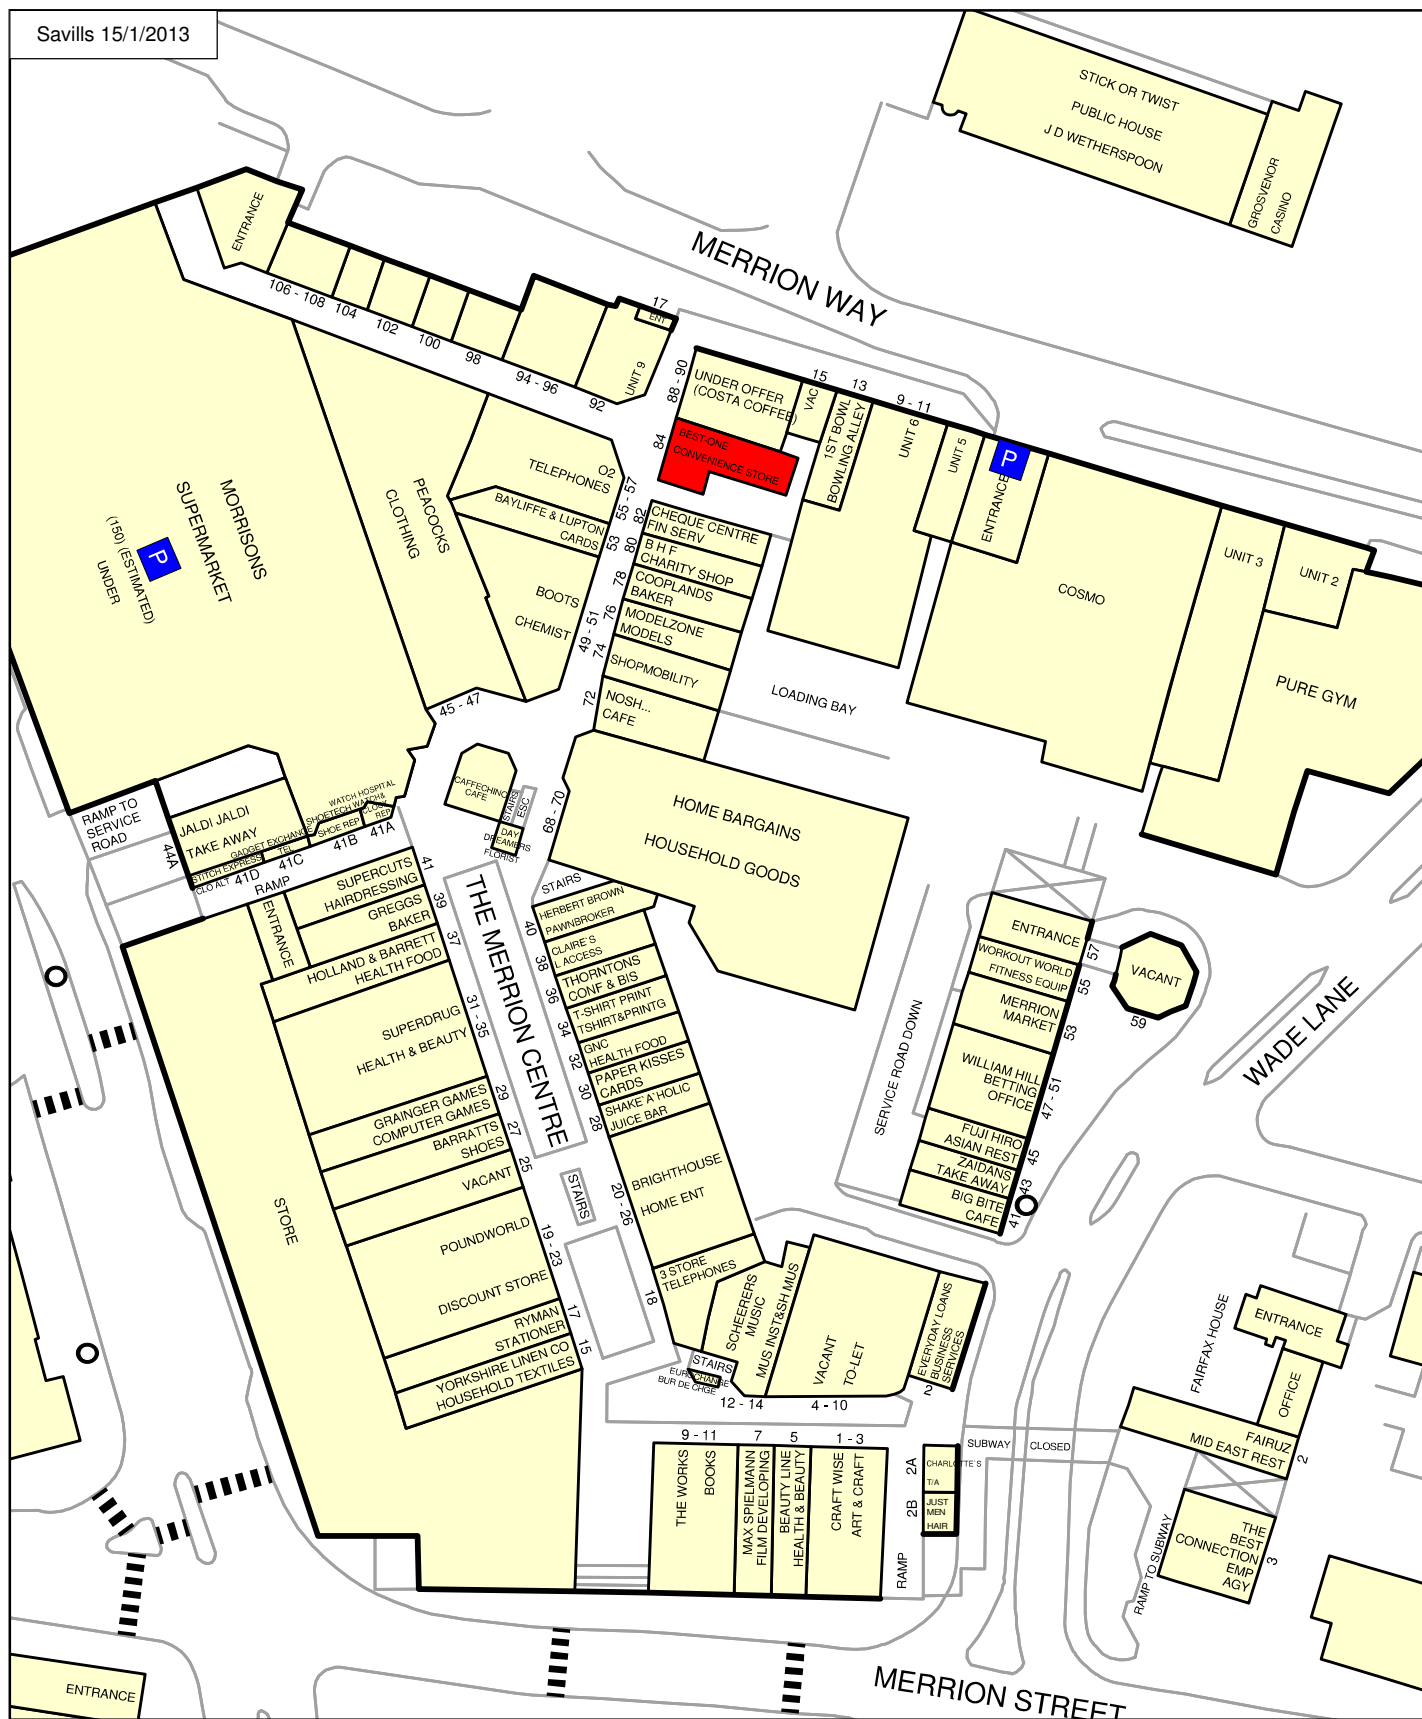 Savills 15/1/2013
STICK OR TWIST
PUBLIC HOUSE
J D WETHERSPOON
GROSVENOR
CASINO
MERRION WAY
ENTRANCE
106 - 108
104
102
100
98
94 - 96
92
UNIT 9
17
ENT
88 - 90
UNDER OFFER
(COSTA COFFEE)
15
VAC
13
1ST BOWL
BOWLING ALLEY
9 - 11
UNIT 6
UNIT 5
P
ENTRANCE
84
BEST-ONE
CONVENIENCE STORE
COSMO
UNIT 3
UNIT 2
PURE GYM
MORRISONS
SUPERMARKET
P
(150) (ESTIMATED)
UNDER
PEACOCKS
CLOTHING
O2
TELEPHONES
55 - 57
BAYLIFFE & LUPTON
CARDS
53
BOOTS
CHEMIST
49 - 51
45 - 47
82
CHEQUE CENTRE
FIN SERV
80
B H F
CHARITY SHOP
78
COOPLANDS
BAKER
76
MODELZONE
MODELS
74
SHOPMOBILITY
72
NOSH...
CAFE
LOADING BAY
HOME BARGAINS
HOUSEHOLD GOODS
68 - 70
CAFFECHINO
CAFE
STAIRS
ESC
DAY
DREAMERS
FLORIST
RAMP TO
SERVICE
ROAD
44A
JALDI JALDI
TAKE AWAY
WATCH HOSPITAL
WATCH&
CLOCK
REP
41A
SHOETECH
SHOE REP
41B
GADGET EXCHANGE
TEL
41C
STITCH EXPRESS
CLO ALT
41D
RAMP
ENTRANCE
SUPERCUTS
HAIRDRESSING
41
GREGGS
BAKER
39
HOLLAND & BARRETT
HEALTH FOOD
37
SUPERDRUG
HEALTH & BEAUTY
31 - 35
GRAINGER GAMES
COMPUTER GAMES
29
BARRATTS
SHOES
27
VACANT
25
POUNDWORLD
DISCOUNT STORE
19 - 23
RYMAN
STATIONER
17
YORKSHIRE LINEN CO
HOUSEHOLD TEXTILES
15
STORE
THE MERRION CENTRE
STAIRS
STAIRS
HERBERT BROWN
PAWNBROKER
40
CLAIRE`S
L ACCESS
38
THORNTONS
CONF & BIS
36
T-SHIRT PRINT
TSHIRT&PRINTG
34
GNC
HEALTH FOOD
32
PAPER KISSES
CARDS
30
SHAKE`A`HOLIC
JUICE BAR
28
BRIGHTHOUSE
HOME ENT
20 - 26
3 STORE
TELEPHONES
18
SCHEERERS
MUSIC
MUS INST&SH MUS
STAIRS
EUROCHANGE
BUR DE CHGE
12 - 14
VACANT
TO-LET
4 - 10
EVERYDAY LOANS
BUSINESS
SERVICES
2
9 - 11
THE WORKS
BOOKS
7
MAX SPIELMANN
FILM DEVELOPING
5
BEAUTY LINE
HEALTH & BEAUTY
1 - 3
CRAFT WISE
ART & CRAFT
2A
CHARLOTTE`S
T/A
2B
JUST
MEN
HAIR
RAMP
SUBWAY
CLOSED
SERVICE ROAD DOWN
ENTRANCE
57
WORKOUT WORLD
FITNESS EQUIP
55
MERRION
MARKET
53
WILLIAM HILL
BETTING
OFFICE
47 - 51
FUJI HIRO
ASIAN REST
45
ZAIDANS
TAKE AWAY
43
BIG BITE
CAFE
41
VACANT
59
WADE LANE
FAIRFAX HOUSE
ENTRANCE
OFFICE
FAIRUZ
MID EAST REST
2
THE
BEST
CONNECTION
EMP
AGY
3
RAMP TO SUBWAY
ENTRANCE
MERRION STREET